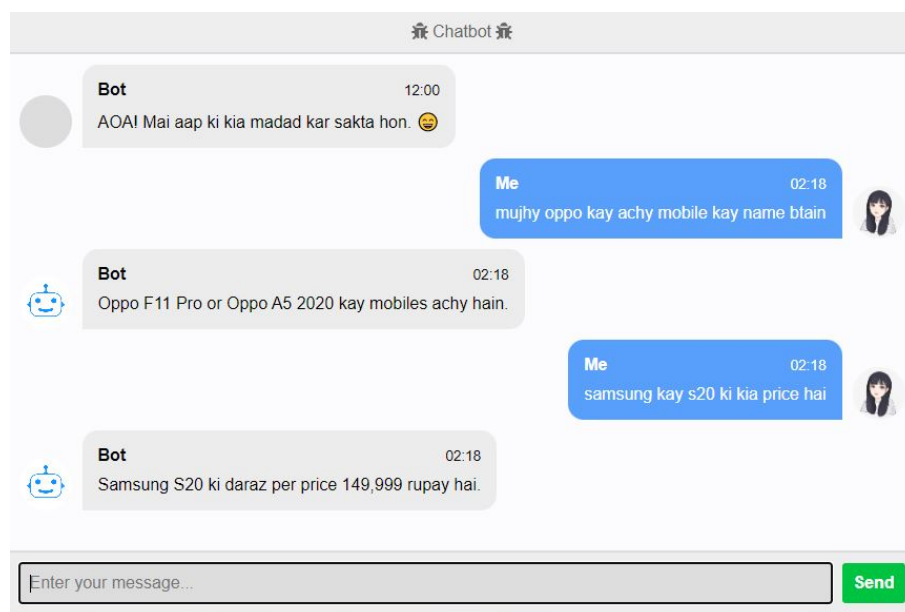 Chatbot
Bot 12:00
AOA! Mai aap ki kia madad kar sakta hon. 😄
Me 02:18
mujhy oppo kay achy mobile kay name btain
Bot 02:18
Oppo F11 Pro or Oppo A5 2020 kay mobiles achy hain.
Me 02:18
samsung kay s20 ki kia price hai
Bot 02:18
Samsung S20 ki daraz per price 149,999 rupay hai.
Enter your message... Send